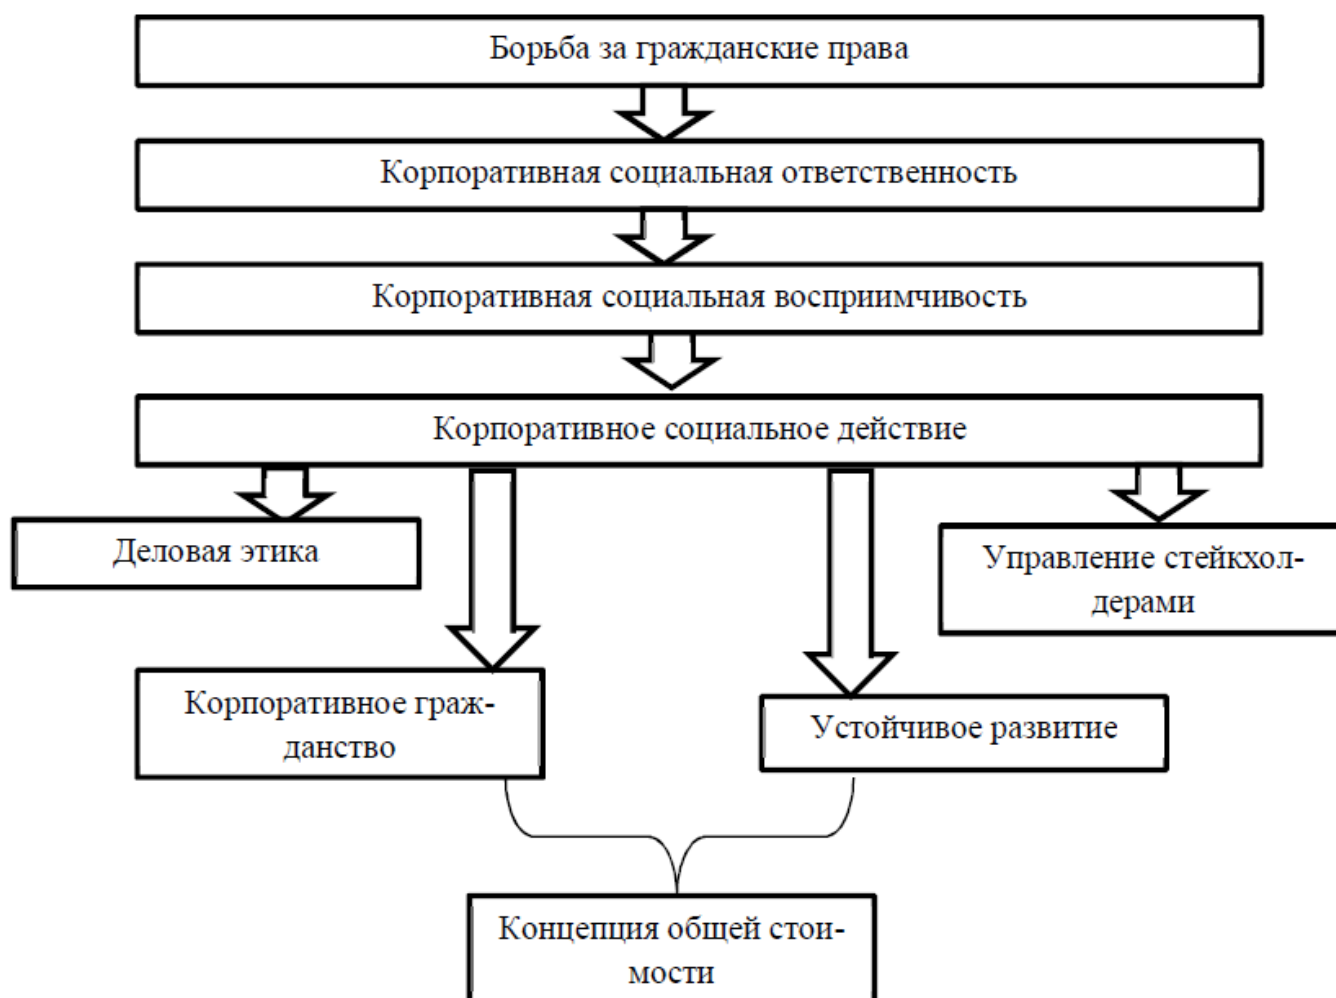 Борьба за гражданские права
Корпоративная социальная ответственность
Корпоративная социальная восприимчивость
Корпоративное социальное действие
Деловая этика
Управление стейкхол-
дерами
Корпоративное граж-
данство
Устойчивое развитие
Концепция общей стои-
мости